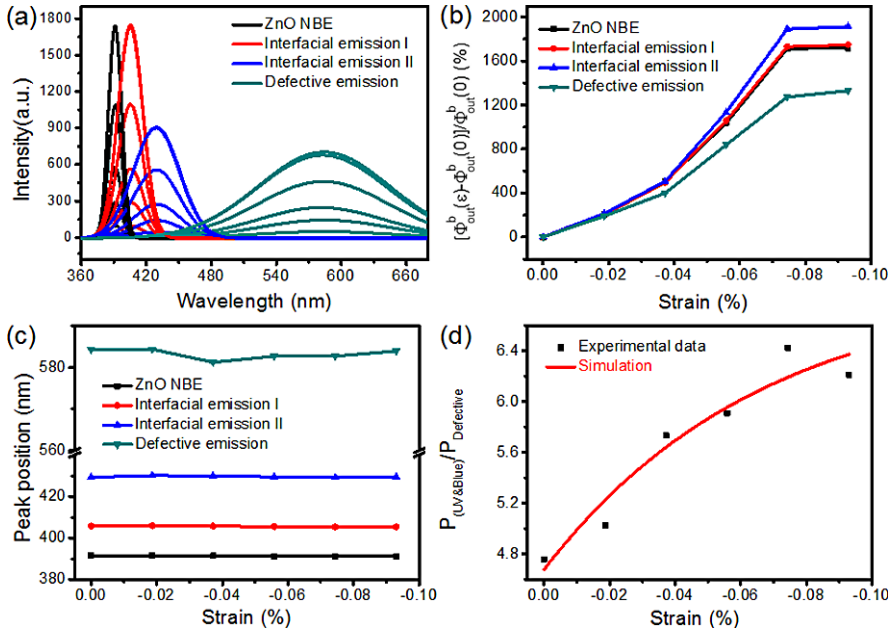 (a)
1800
1500
1200
900
600
300
0
Intensity(a.u.)
360 420 480 540 600 660
Wavelength (nm)
ZnO NBE
Interfacial emission I
Interfacial emission II
Defective emission
(b)
2000
1600
1200
800
400
0
[Φᵇout(ε)-Φᵇout(0)]/Φᵇout(0) (%)
0.00 -0.02 -0.04 -0.06 -0.08 -0.10
Strain (%)
ZnO NBE
Interfacial emission I
Interfacial emission II
Defective emission
(c)
580
560
420
400
380
Peak position (nm)
0.00 -0.02 -0.04 -0.06 -0.08 -0.10
Strain (%)
ZnO NBE
Interfacial emission I
Interfacial emission II
Defective emission
(d)
6.4
6.0
5.6
5.2
4.8
P(UV&Blue)/PDefective
0.00 -0.02 -0.04 -0.06 -0.08 -0.10
Strain (%)
Experimental data
Simulation